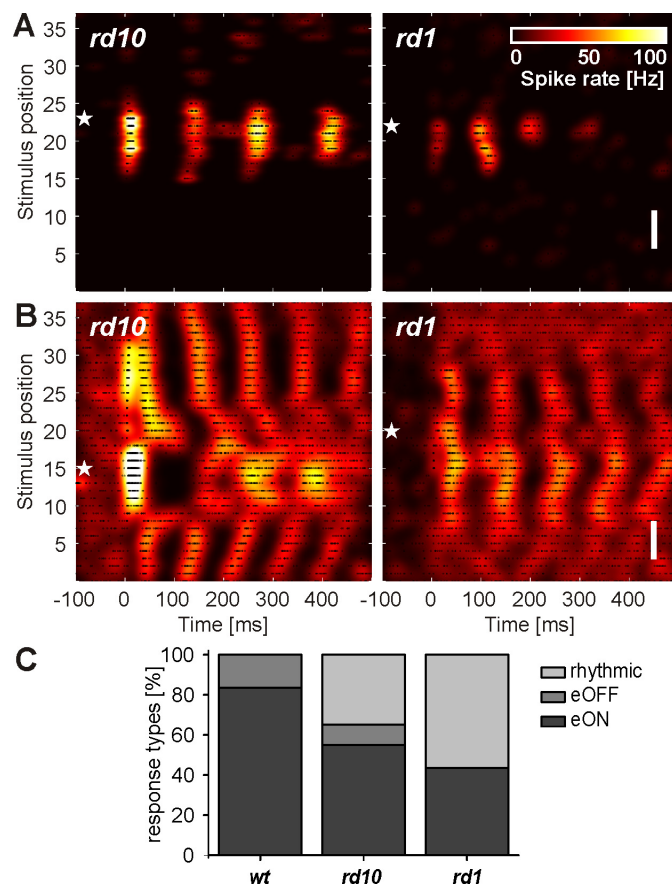 A
rd10
rd1
0 50 100
Spike rate [Hz]
Stimulus position
35
30
25
20
15
10
5
B
rd10
rd1
Stimulus position
35
30
25
20
15
10
5
-100 0 100 200 300 400 -100 0 100 200 300 400
Time [ms] Time [ms]
C
response types [%]
100
80
60
40
20
0
rhythmic
eOFF
eON
wt rd10 rd1